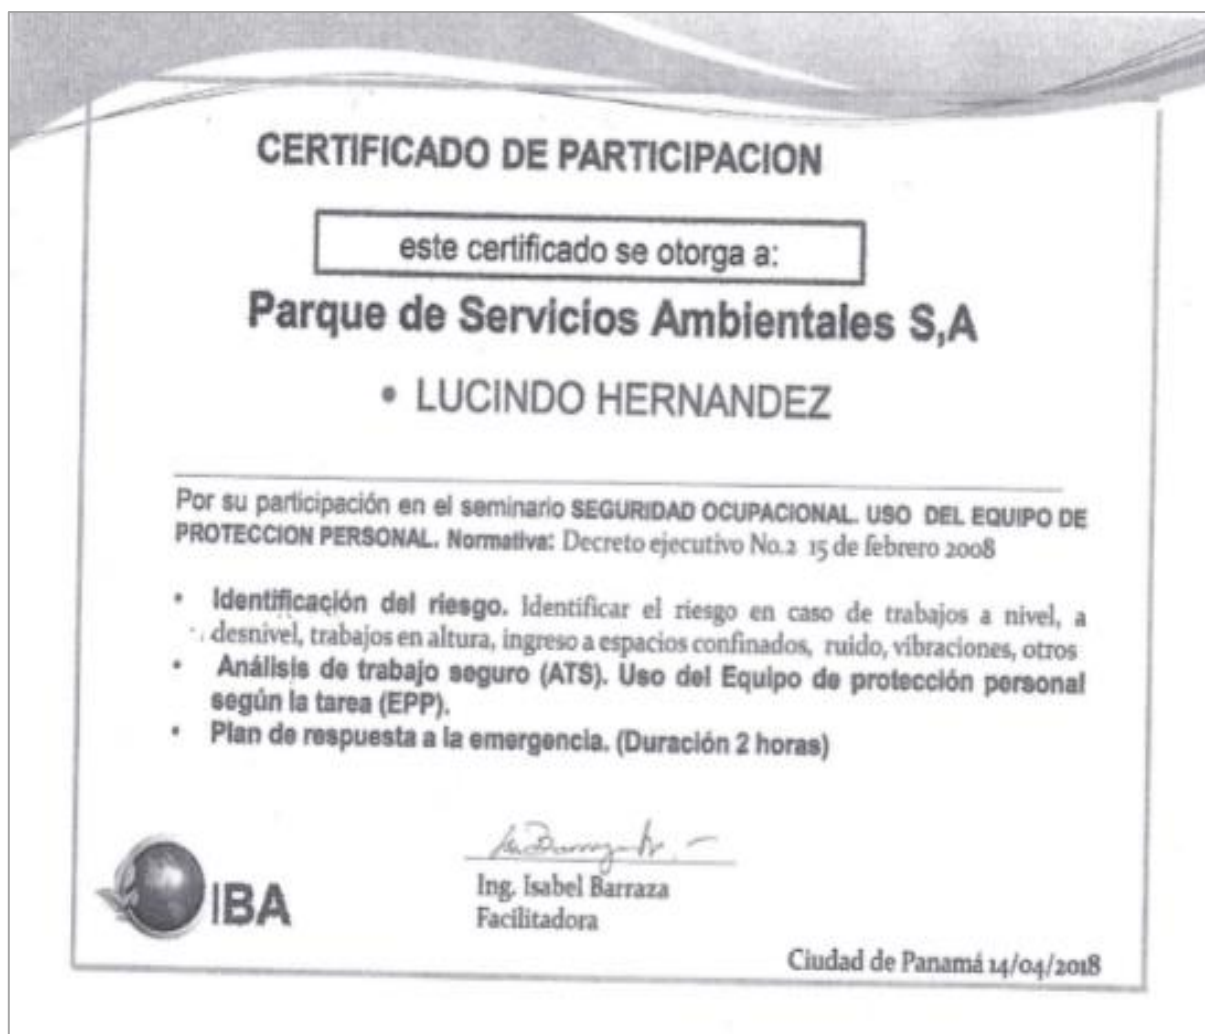 CERTIFICADO DE PARTICIPACION
este certificado se otorga a:
Parque de Servicios Ambientales S,A
• LUCINDO HERNANDEZ
Por su participación en el seminario SEGURIDAD OCUPACIONAL. USO DEL EQUIPO DE
PROTECCION PERSONAL. Normativa: Decreto ejecutivo No.2 15 de febrero 2008
• Identificación del riesgo. Identificar el riesgo en caso de trabajos a nivel, a
desnivel, trabajos en altura, ingreso a espacios confinados, ruido, vibraciones, otros
• Análisis de trabajo seguro (ATS). Uso del Equipo de protección personal
según la tarea (EPP).
• Plan de respuesta a la emergencia. (Duración 2 horas)
IBA
Ing. Isabel Barraza
Facilitadora
Ciudad de Panamá 14/04/2018